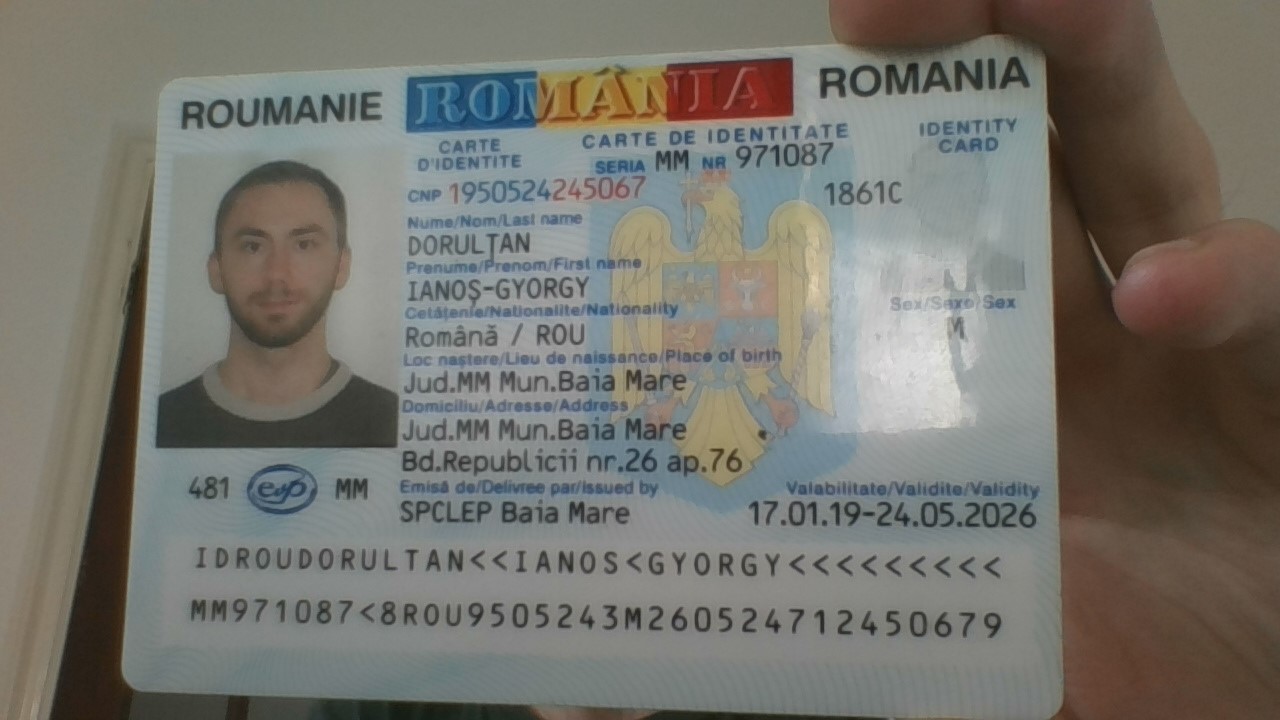 ROUMANIE ROMÂNIA ROMANIA
CARTE D'IDENTITE
CARTE DE IDENTITATE
IDENTITY CARD
SERIA MM NR 971087
CNP 1950524245067
1861C
Nume/Nom/Last name
DORULȚAN
Prenume/Prenom/First name
IANOȘ-GYORGY
Cetăţenie/Nationalite/Nationality
Română / ROU
Sex/Sexe/Sex
M
Loc naştere/Lieu de naissance/Place of birth
Jud.MM Mun.Baia Mare
Domiciliu/Adresse/Address
Jud.MM Mun.Baia Mare
Bd.Republicii nr.26 ap.76
481 esp MM
Emisă de/Delivree par/Issued by
SPCLEP Baia Mare
Valabilitate/Validite/Validity
17.01.19-24.05.2026
IDROUDORULTAN<<IANOS<GYORGY<<<<<<<<<
MM971087<8ROU9505243M260524712450679